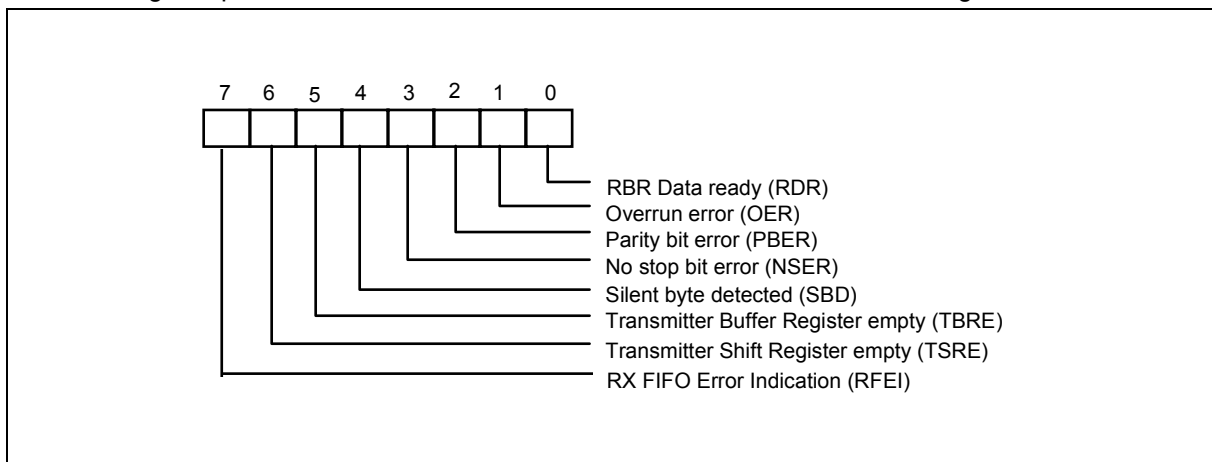 7 6 5 4 3 2 1 0
RBR Data ready (RDR)
Overrun error (OER)
Parity bit error (PBER)
No stop bit error (NSER)
Silent byte detected (SBD)
Transmitter Buffer Register empty (TBRE)
Transmitter Shift Register empty (TSRE)
RX FIFO Error Indication (RFEI)